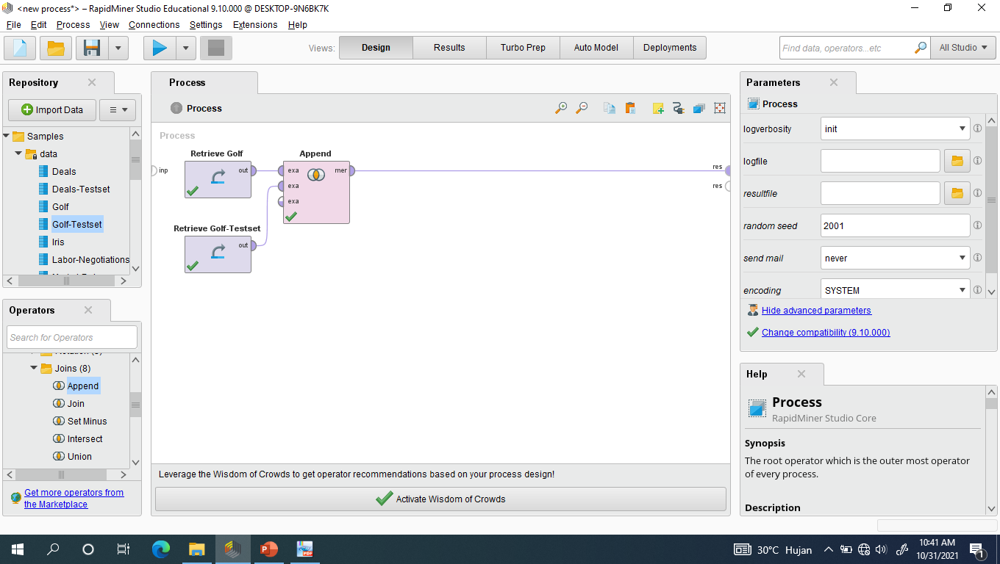 <new process*> – RapidMiner Studio Educational 9.10.000 @ DESKTOP-9N6BK7K
File Edit Process View Connections Settings Extensions Help
Views: Design Results Turbo Prep Auto Model Deployments
Find data, operators...etc
All Studio
Repository
Import Data
Samples
data
Deals
Deals-Testset
Golf
Golf-Testset
Iris
Labor-Negotiations
Operators
Search for Operators
Joins (8)
Append
Join
Set Minus
Intersect
Union
Get more operators from
the Marketplace
Process
Process
Process
Retrieve Golf
inp
out
Append
exa mer
exa
exa
Retrieve Golf-Testset
out
res
res
Leverage the Wisdom of Crowds to get operator recommendations based on your process design!
Activate Wisdom of Crowds
Parameters
Process
logverbosity init
logfile
resultfile
random seed 2001
send mail never
encoding SYSTEM
Hide advanced parameters
Change compatibility (9.10.000)
Help
Process
RapidMiner Studio Core
Synopsis
The root operator which is the outer most operator
of every process.
Description
30°C Hujan
10:41 AM
10/31/2021
1